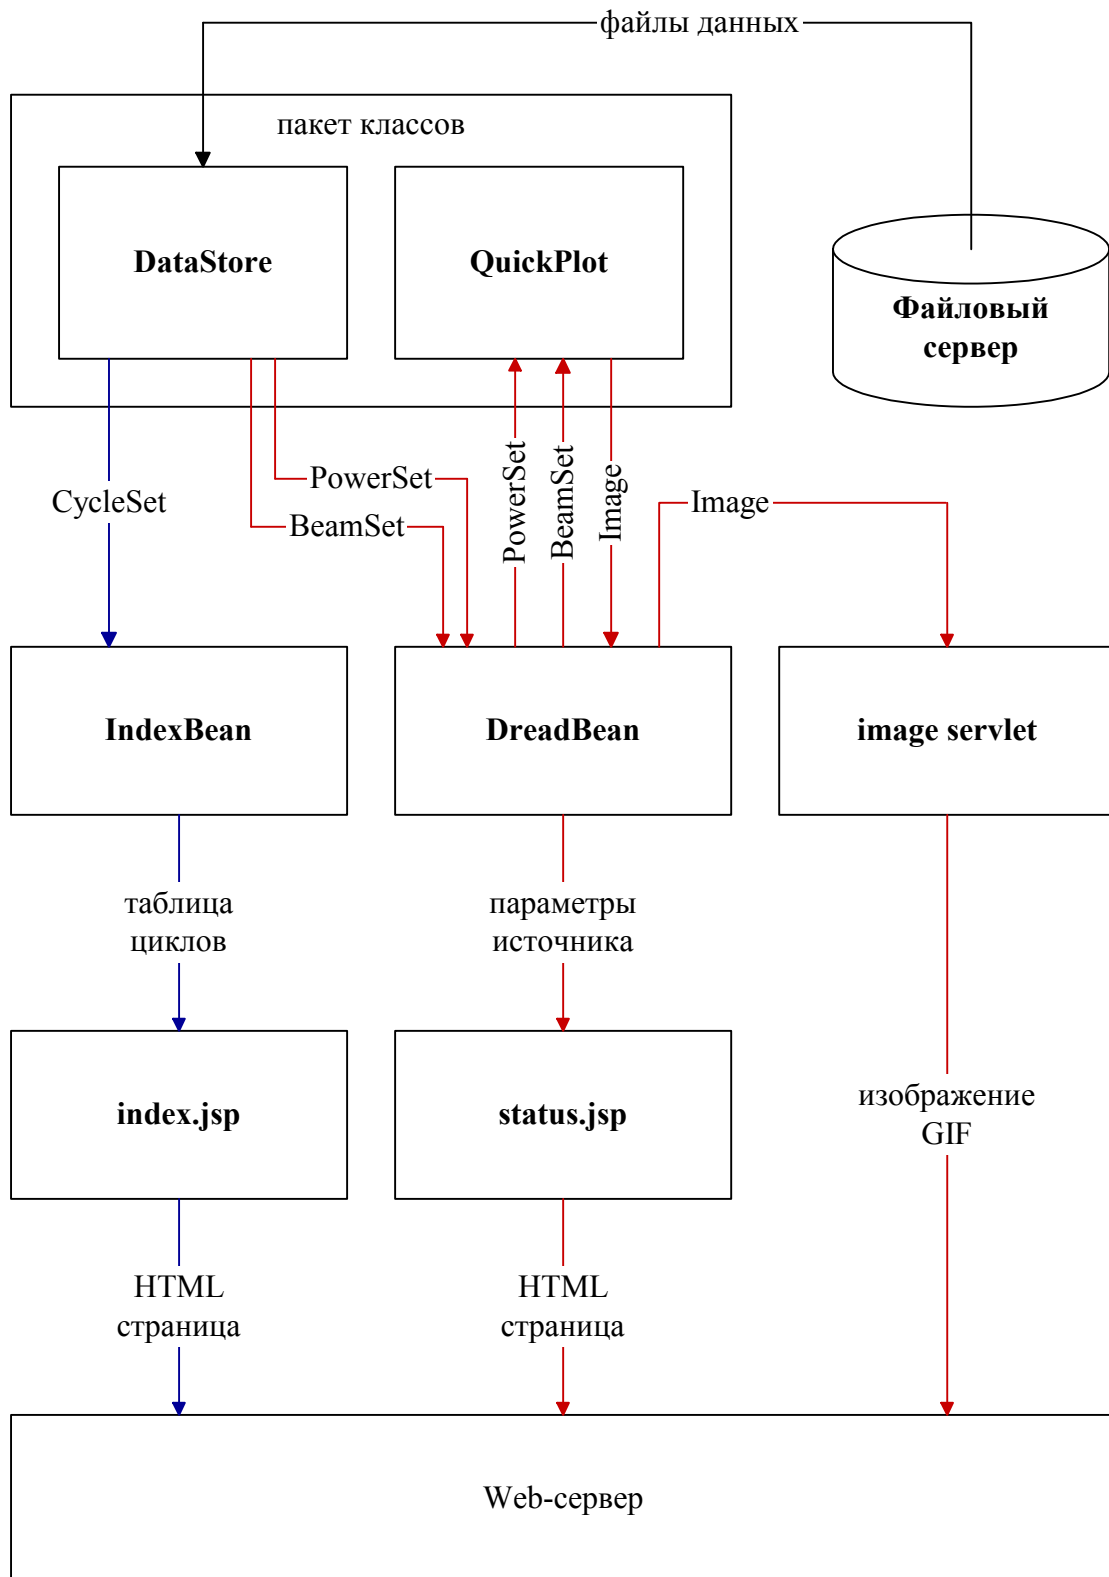 файлы данных
пакет классов
DataStore
QuickPlot
Файловый
сервер
CycleSet
PowerSet
BeamSet
PowerSet
BeamSet
Image
Image
IndexBean
DreadBean
image servlet
таблица
циклов
параметры
источника
index.jsp
status.jsp
изображение
GIF
HTML
страница
HTML
страница
Web-сервер